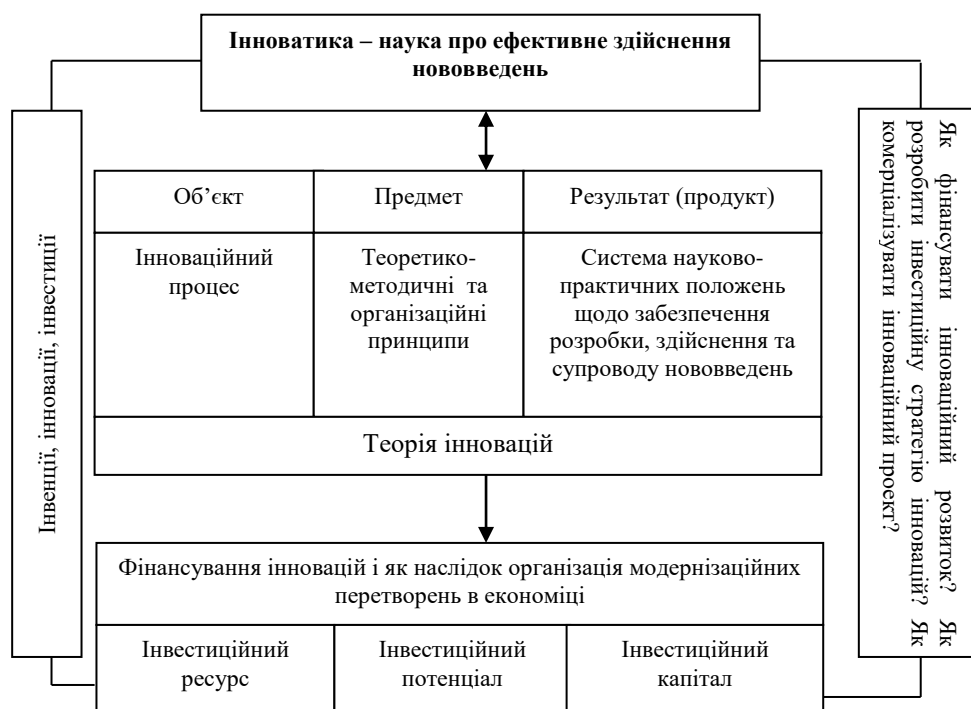 Інноватика – наука про ефективне здійснення
нововведень
Інвенції, інновації, інвестиції
Об’єкт
Предмет
Результат (продукт)
Інноваційний
процес
Теоретико-
методичні та
організаційні
принципи
Система науково-
практичних положень
щодо забезпечення
розробки, здійснення та
супроводу нововведень
Теорія інновацій
Фінансування інновацій і як наслідок організація модернізаційних
перетворень в економіці
Інвестиційний
ресурс
Інвестиційний
потенціал
Інвестиційний
капітал
Як фінансувати інноваційний розвиток? Як
розробити інвестиційну стратегію інновацій? Як
комерціалізувати інноваційний проект?